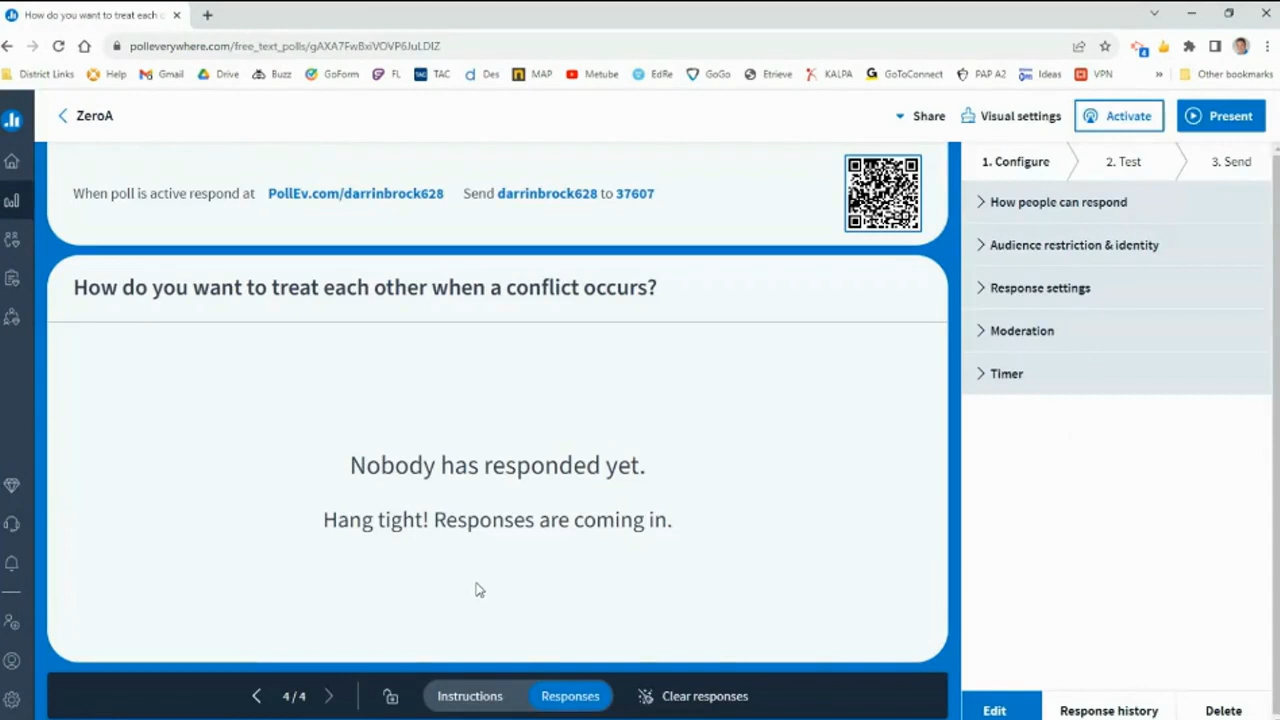 How do you want to treat each o
polleverywhere.com/free_text_polls/gAXA7FwBxiVOVP6JuLDIZ
District Links Help Gmail Drive Buzz GoForm FL TAC TAC Des MAP Metube EdRe GoGo Etrieve KALPA GoToConnect PAP A2 Ideas VPN » Other bookmarks
ZeroA Share Visual settings Activate Present
1. Configure 2. Test 3. Send
When poll is active respond at PollEv.com/darrinbrock628 Send darrinbrock628 to 37607
How people can respond
Audience restriction & identity
How do you want to treat each other when a conflict occurs?
Response settings
Moderation
Timer
Nobody has responded yet.
Hang tight! Responses are coming in.
4/4 Instructions Responses Clear responses
Edit Response history Delete